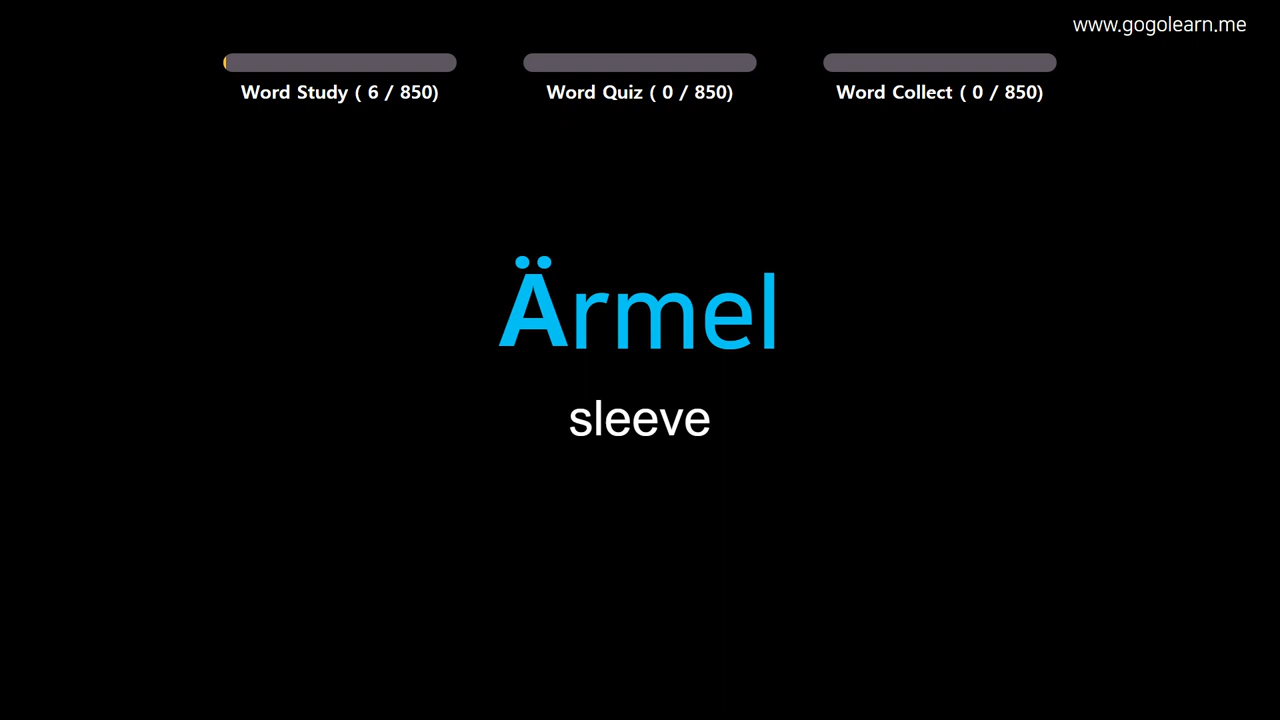 www.gogolearn.me
Word Study ( 6 / 850)
Word Quiz ( 0 / 850)
Word Collect ( 0 / 850)
Ärmel
sleeve